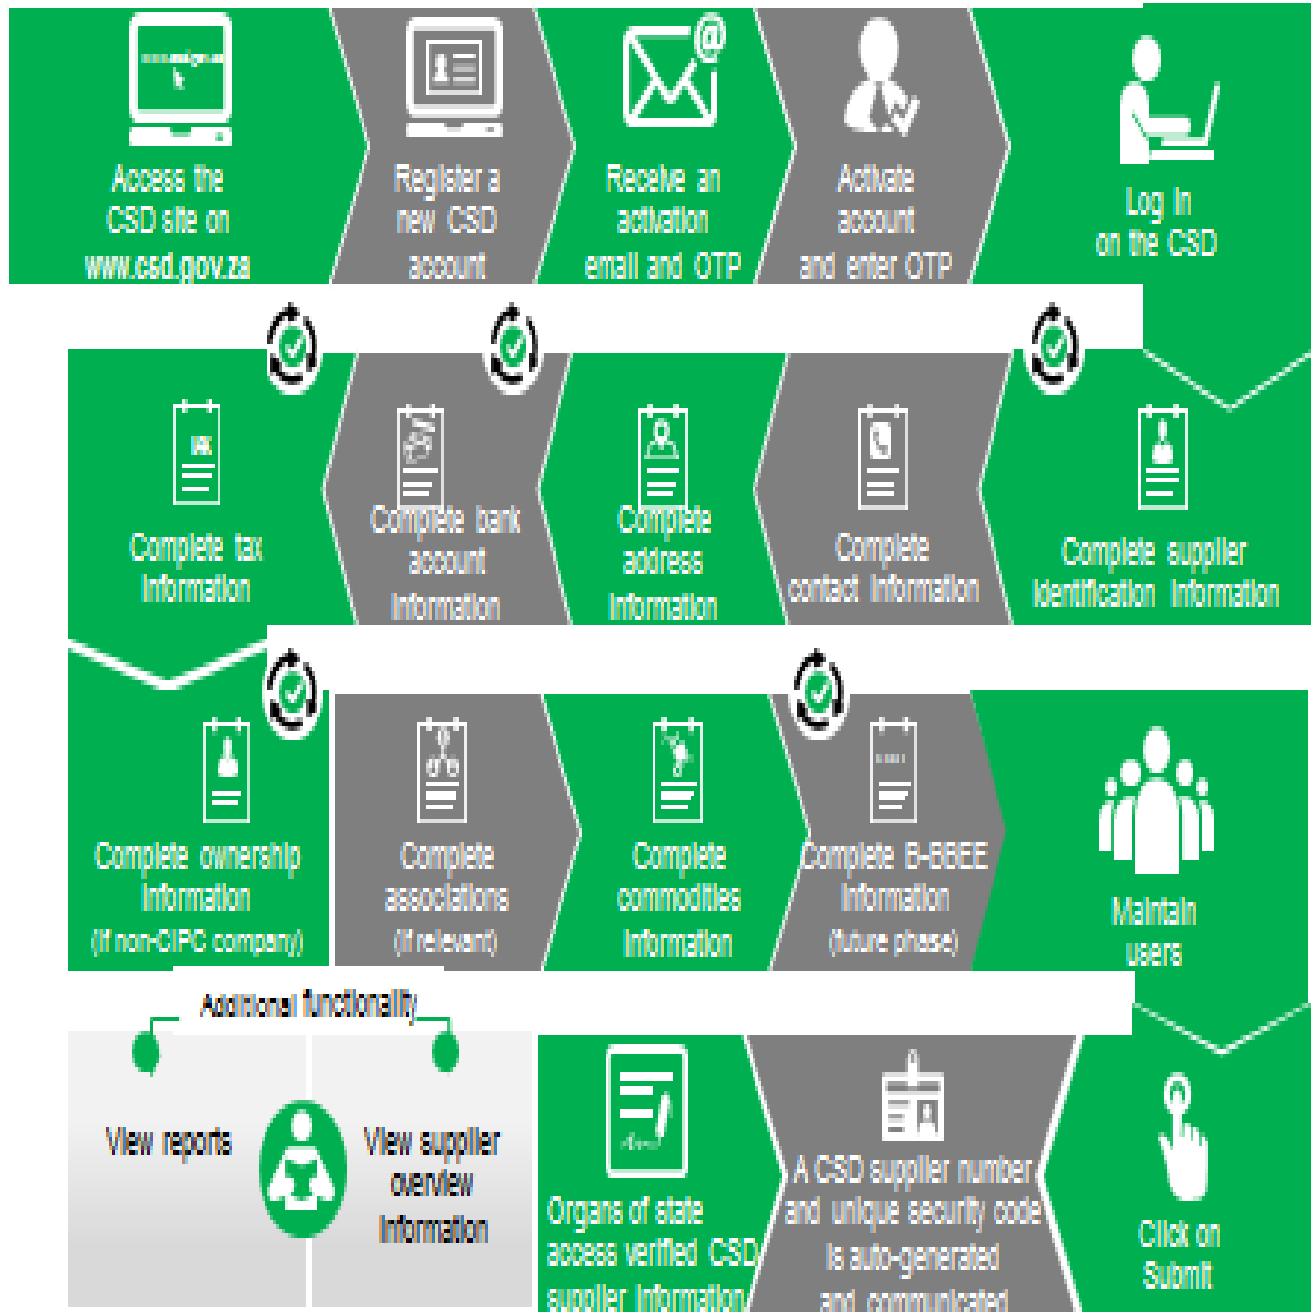 Access the
CSD site on
www.csd.gov.za
Register a
new CSD
account
Receive an
activation
email and OTP
Activate
account
and enter OTP
Log in
on the CSD
Complete supplier
identification information
Complete
contact information
Complete
address
information
Complete bank
account
information
Complete tax
information
Complete ownership
information
(if non-CIPC company)
Complete
associations
(if relevant)
Complete
commodities
information
Complete B-BBEE
information
(future phase)
Maintain
users
Click on
Submit
A CSD supplier number
and unique security code
is auto-generated
and communicated
Organs of state
access verified CSD
supplier information
Additional functionality
View reports
View supplier
overview
information